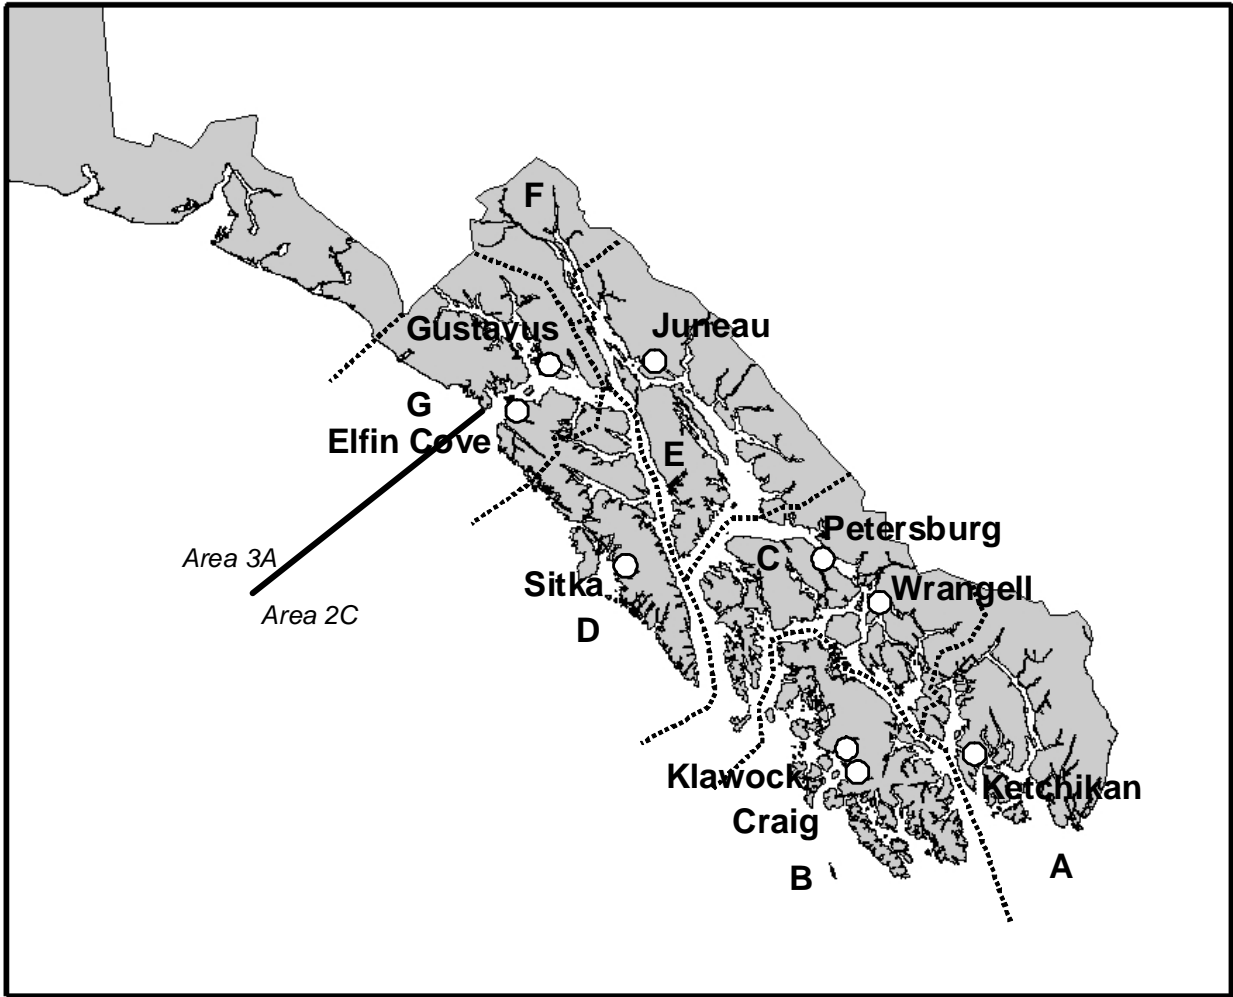 F
Gustavus
Juneau
G
Elfin Cove
E
Petersburg
Area 3A
C
Sitka
Wrangell
Area 2C
D
Klawock
Ketchikan
Craig
B
A